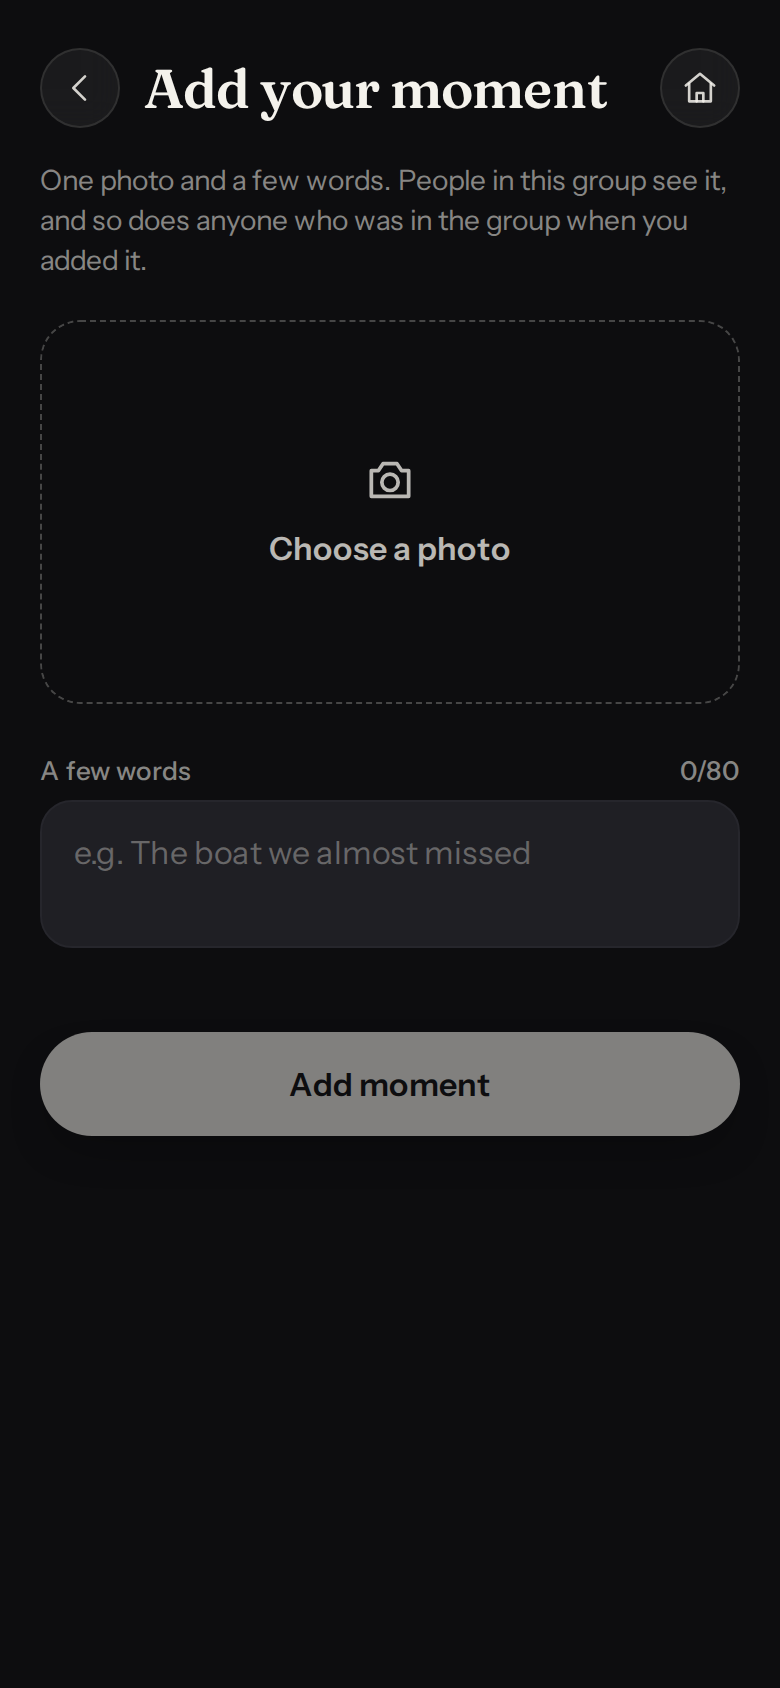 Add your moment
One photo and a few words. People in this group see it,
and so does anyone who was in the group when you
added it.
Choose a photo
A few words
0/80
e.g. The boat we almost missed
Add moment